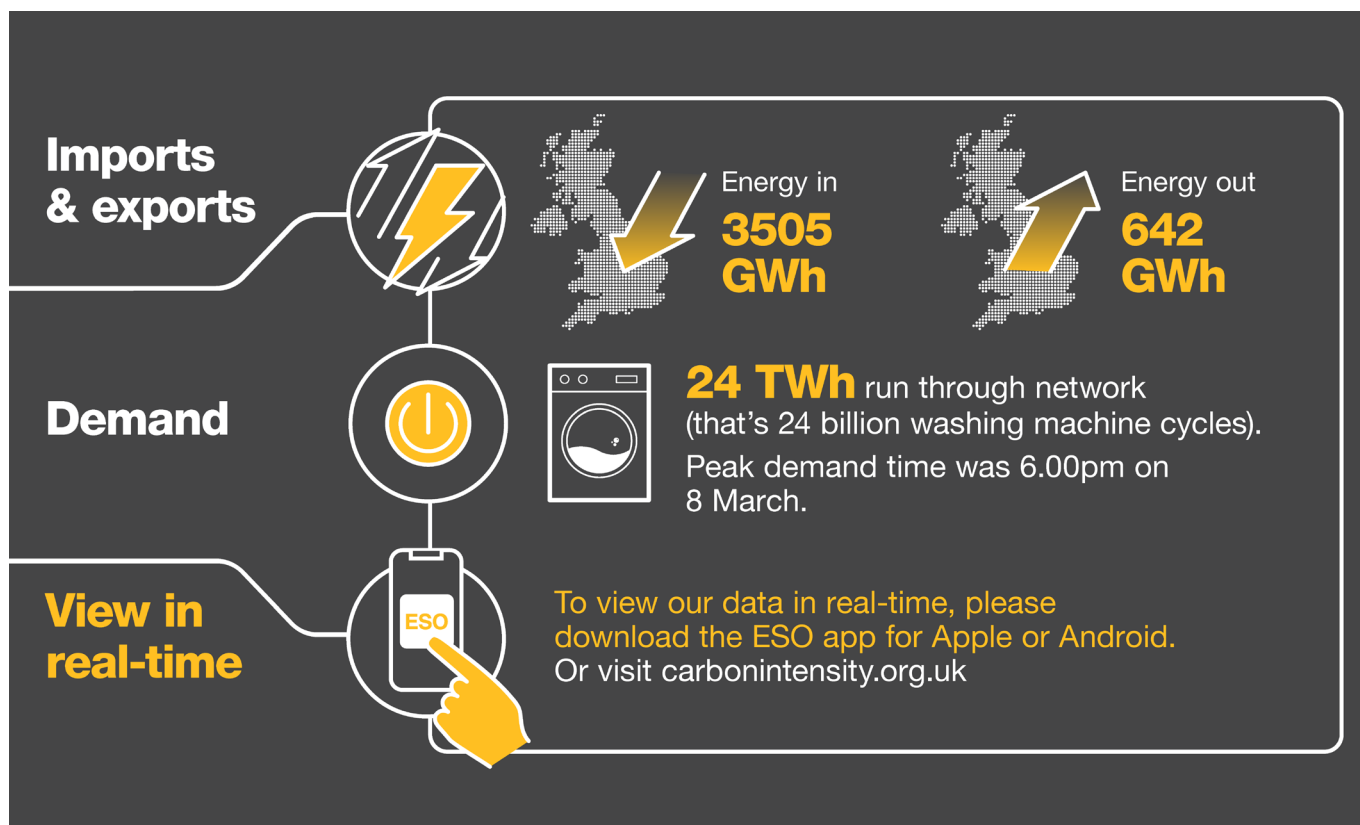 Imports
& exports
Energy in
3505
GWh
Energy out
642
GWh
Demand
24 TWh run through network
(that's 24 billion washing machine cycles).
Peak demand time was 6.00pm on
8 March.
View in
real-time
ESO
To view our data in real-time, please
download the ESO app for Apple or Android.
Or visit carbonintensity.org.uk